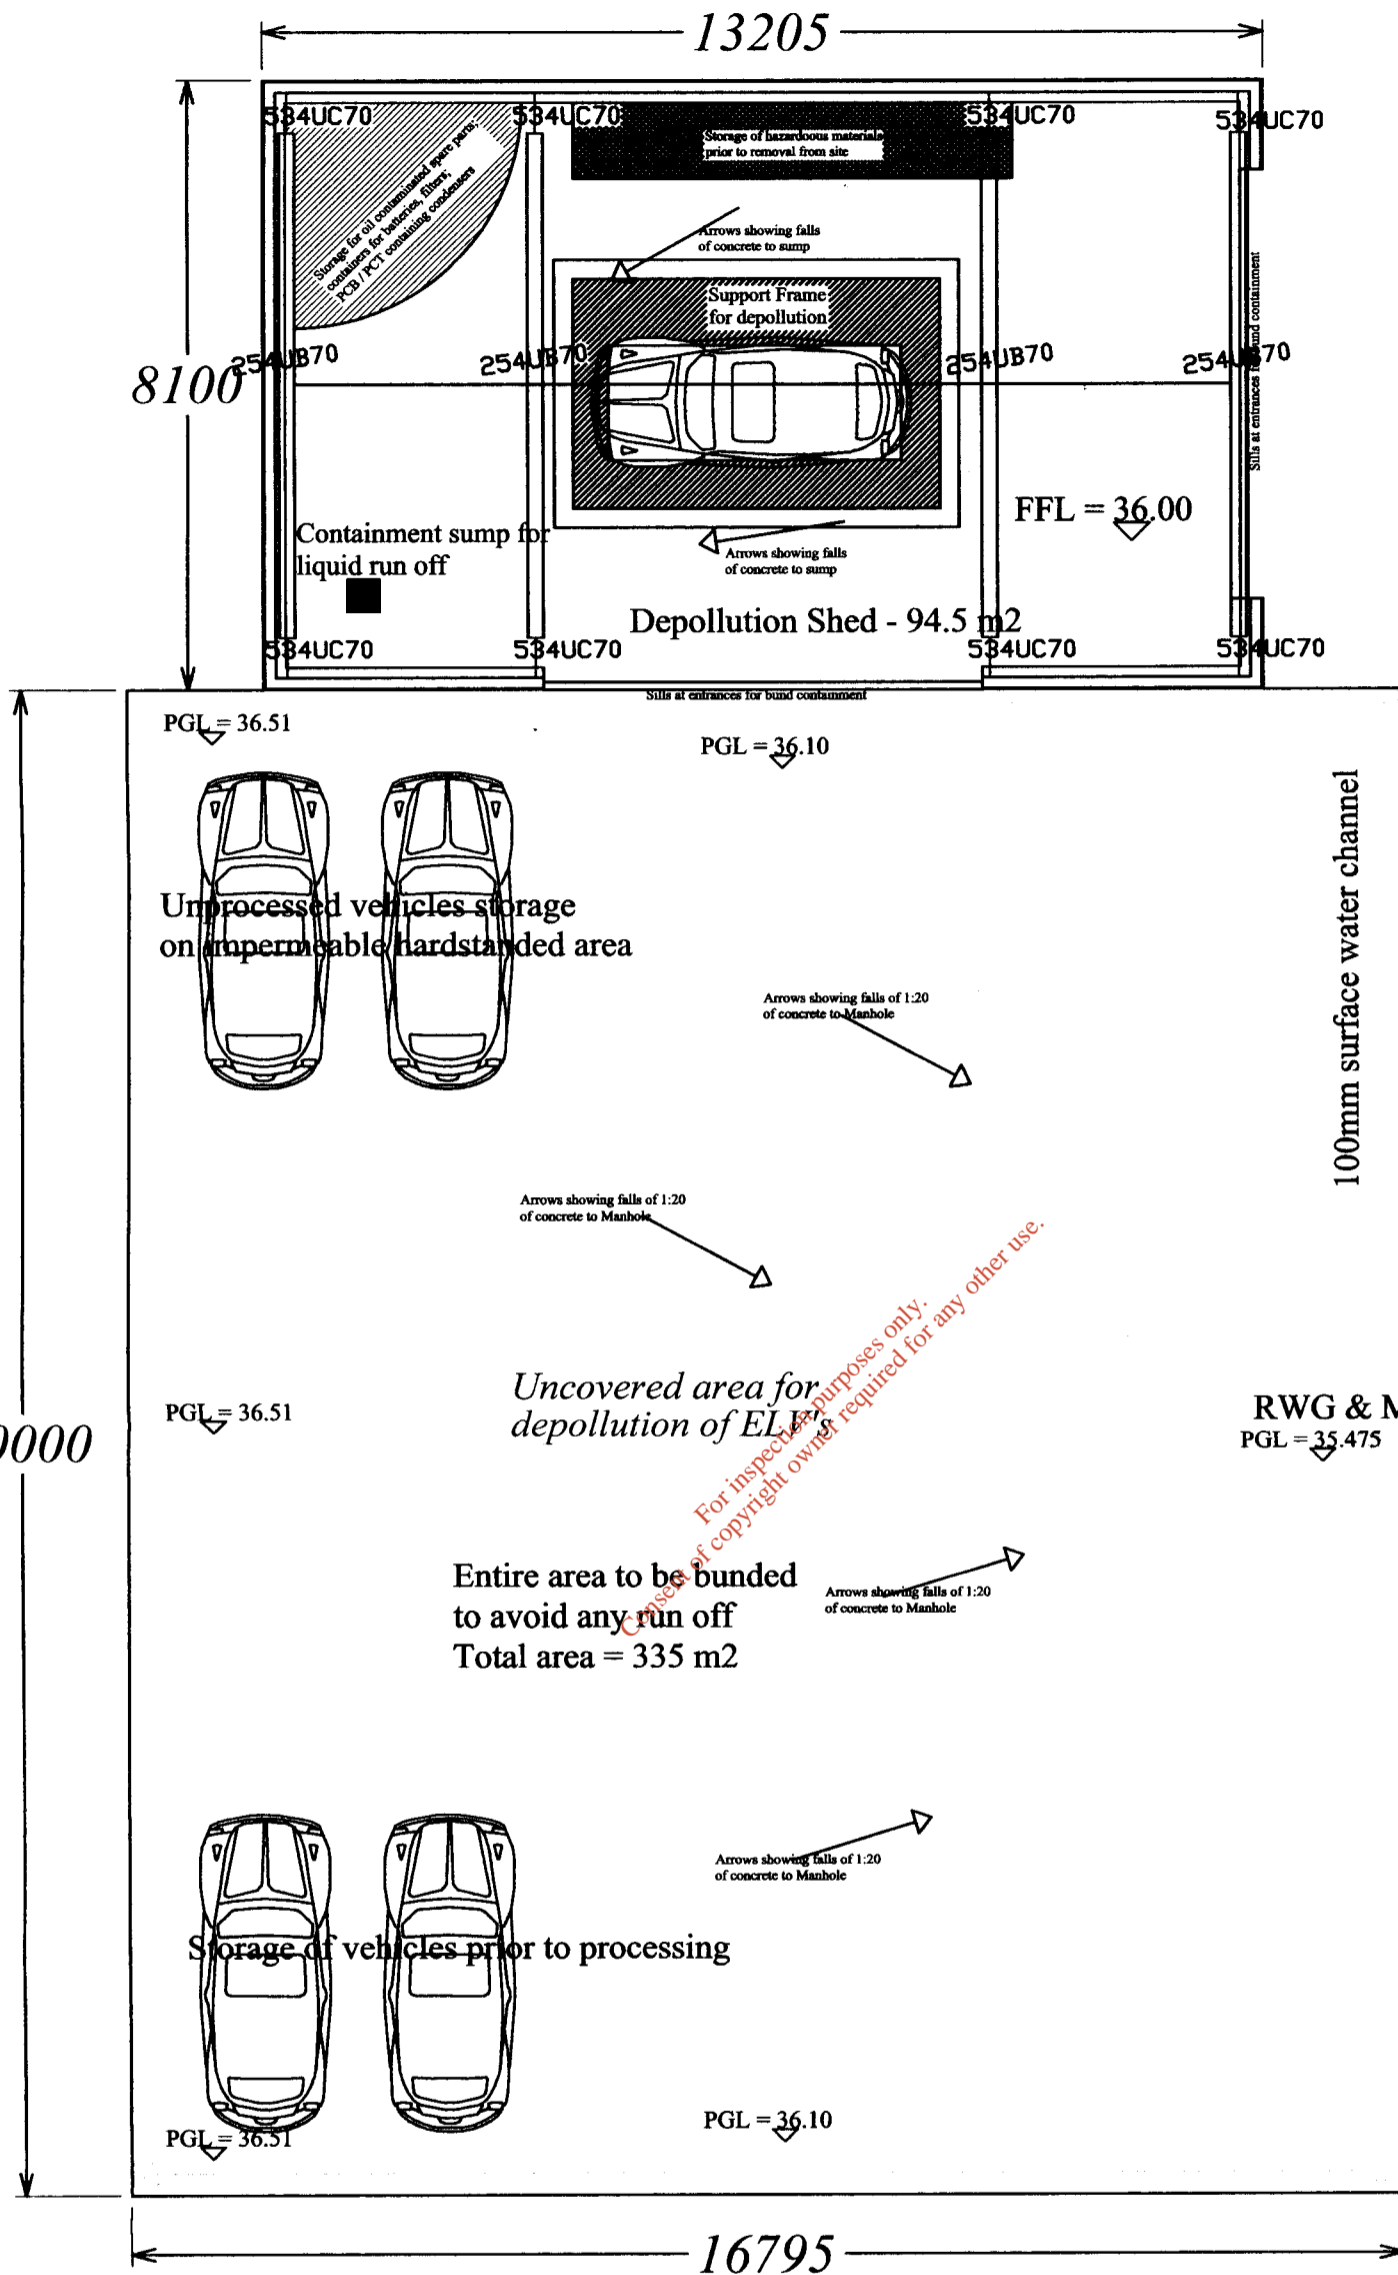 13205
534UC70
534UC70
534UC70
534UC70
Storage of hazardoous materials
prior to removal from site
Storage for oil contaminated spare parts;
containers for batteries, filters;
PCB / PCT containing condensers
Arrows showing falls
of concrete to sump
Support Frame
for depollution
Sills at entrances for bund containment
8100
254UB70
254UB70
254UB70
254UB70
FFL = 36.00
Containment sump for
liquid run off
Arrows showing falls
of concrete to sump
Depollution Shed - 94.5 m2
534UC70
534UC70
534UC70
534UC70
Sills at entrances for bund containment
PGL = 36.51
PGL = 36.10
100mm surface water channel
Unprocessed vehicles storage
on impermeable hardstanded area
Arrows showing falls of 1:20
of concrete to Manhole
Arrows showing falls of 1:20
of concrete to Manhole
For inspection purposes only.
Consent of copyright owner required for any other use.
Uncovered area for
depollution of ELV's
PGL = 36.51
RWG & M
PGL = 35.475
0000
Entire area to be bunded
to avoid any run off
Total area = 335 m2
Arrows showing falls of 1:20
of concrete to Manhole
Arrows showing falls of 1:20
of concrete to Manhole
Storage of vehicles prior to processing
PGL = 36.10
PGL = 36.51
16795